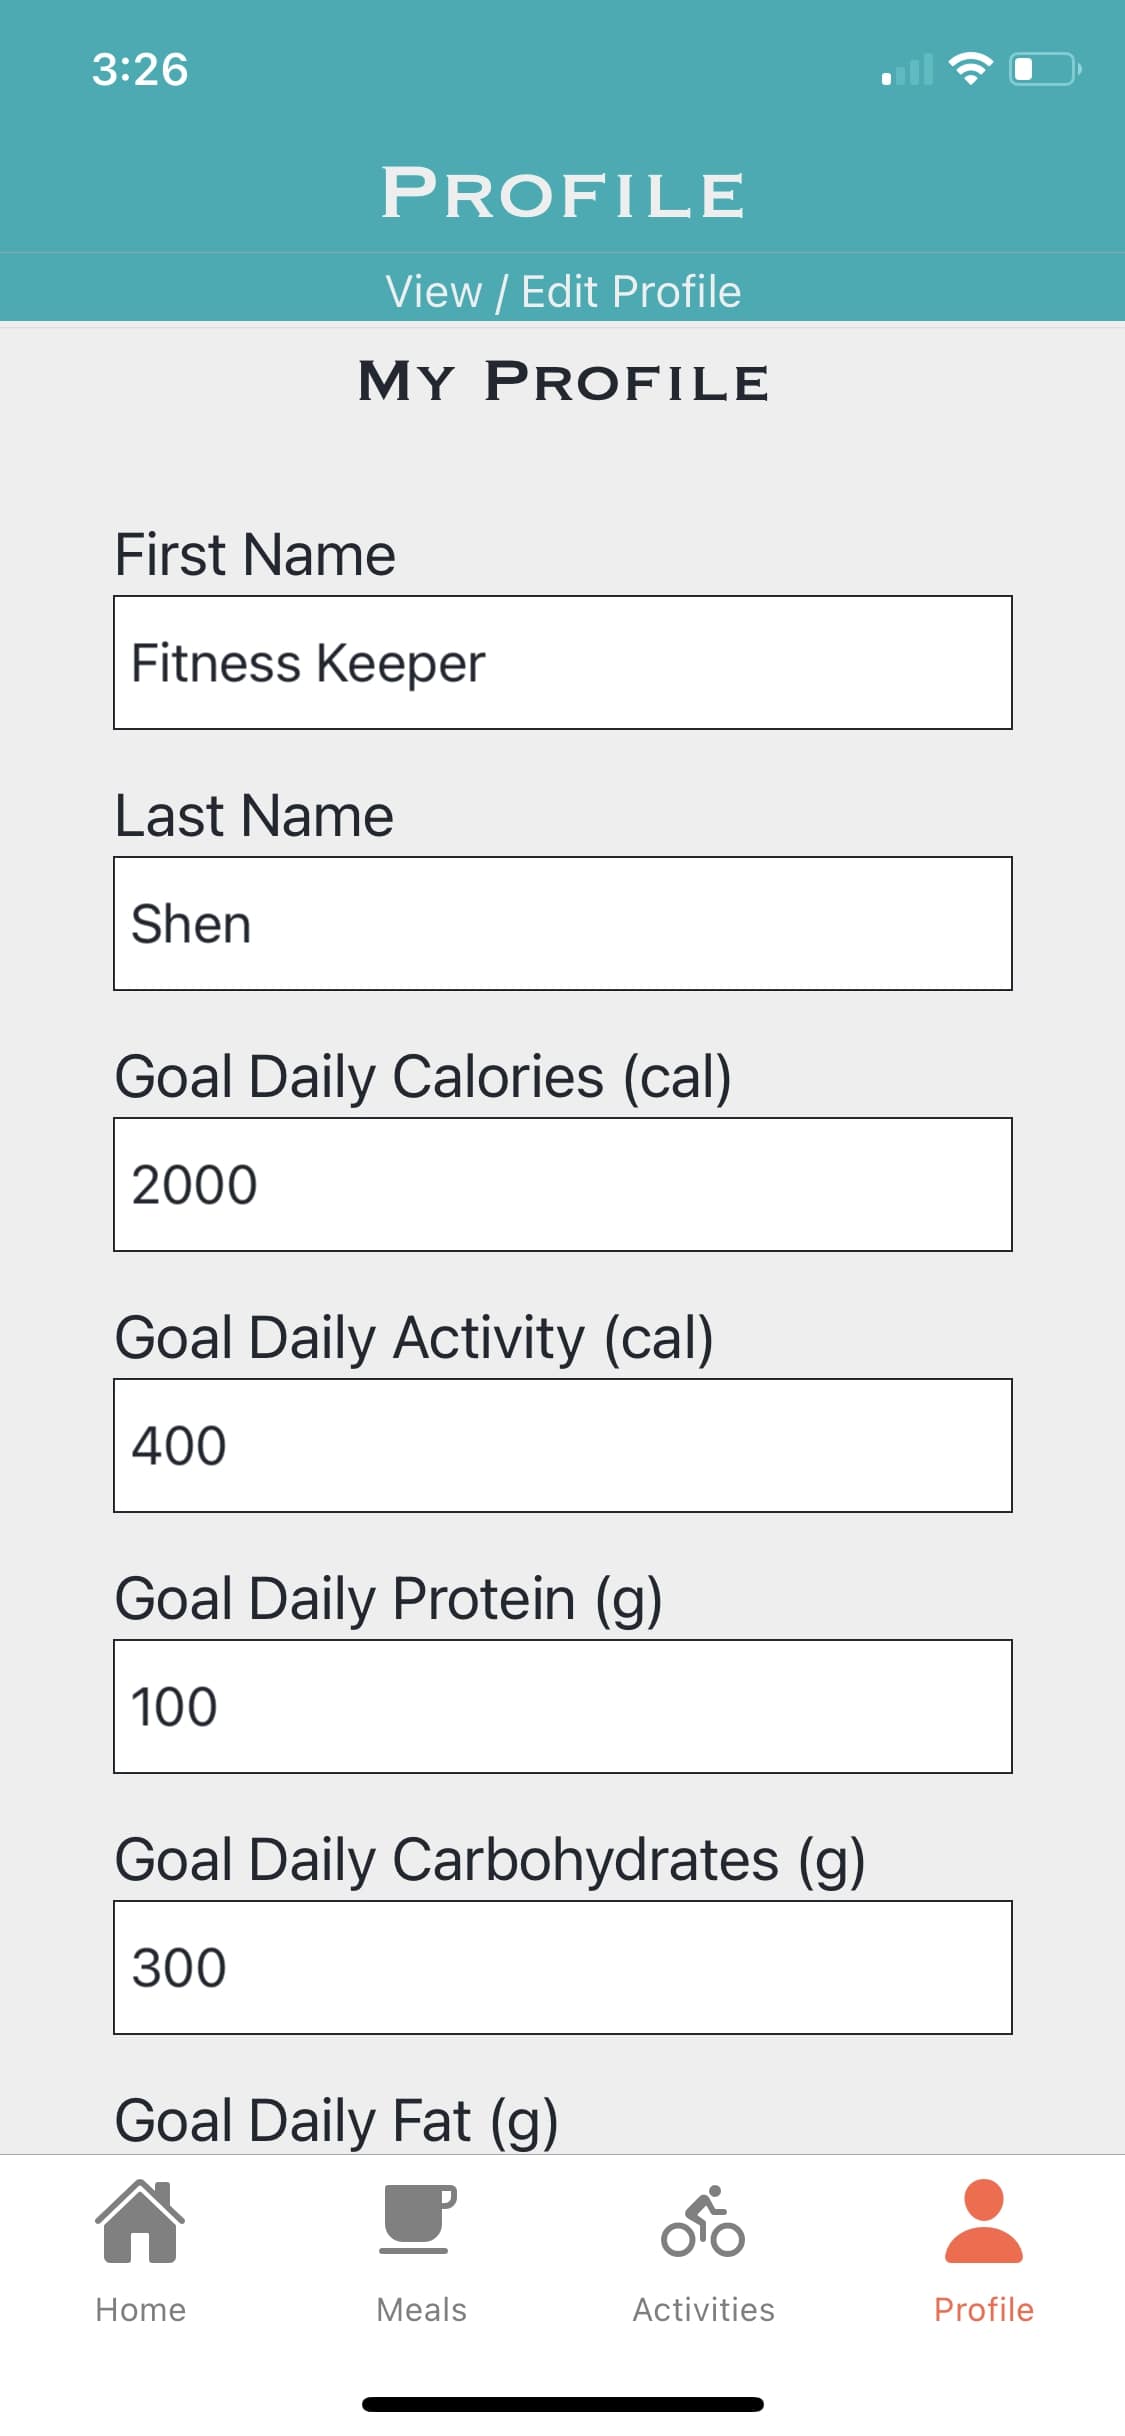 3:26
PROFILE
View / Edit Profile
MY PROFILE
First Name
Fitness Keeper
Last Name
Shen
Goal Daily Calories (cal)
2000
Goal Daily Activity (cal)
400
Goal Daily Protein (g)
100
Goal Daily Carbohydrates (g)
300
Goal Daily Fat (g)
Home
Meals
Activities
Profile